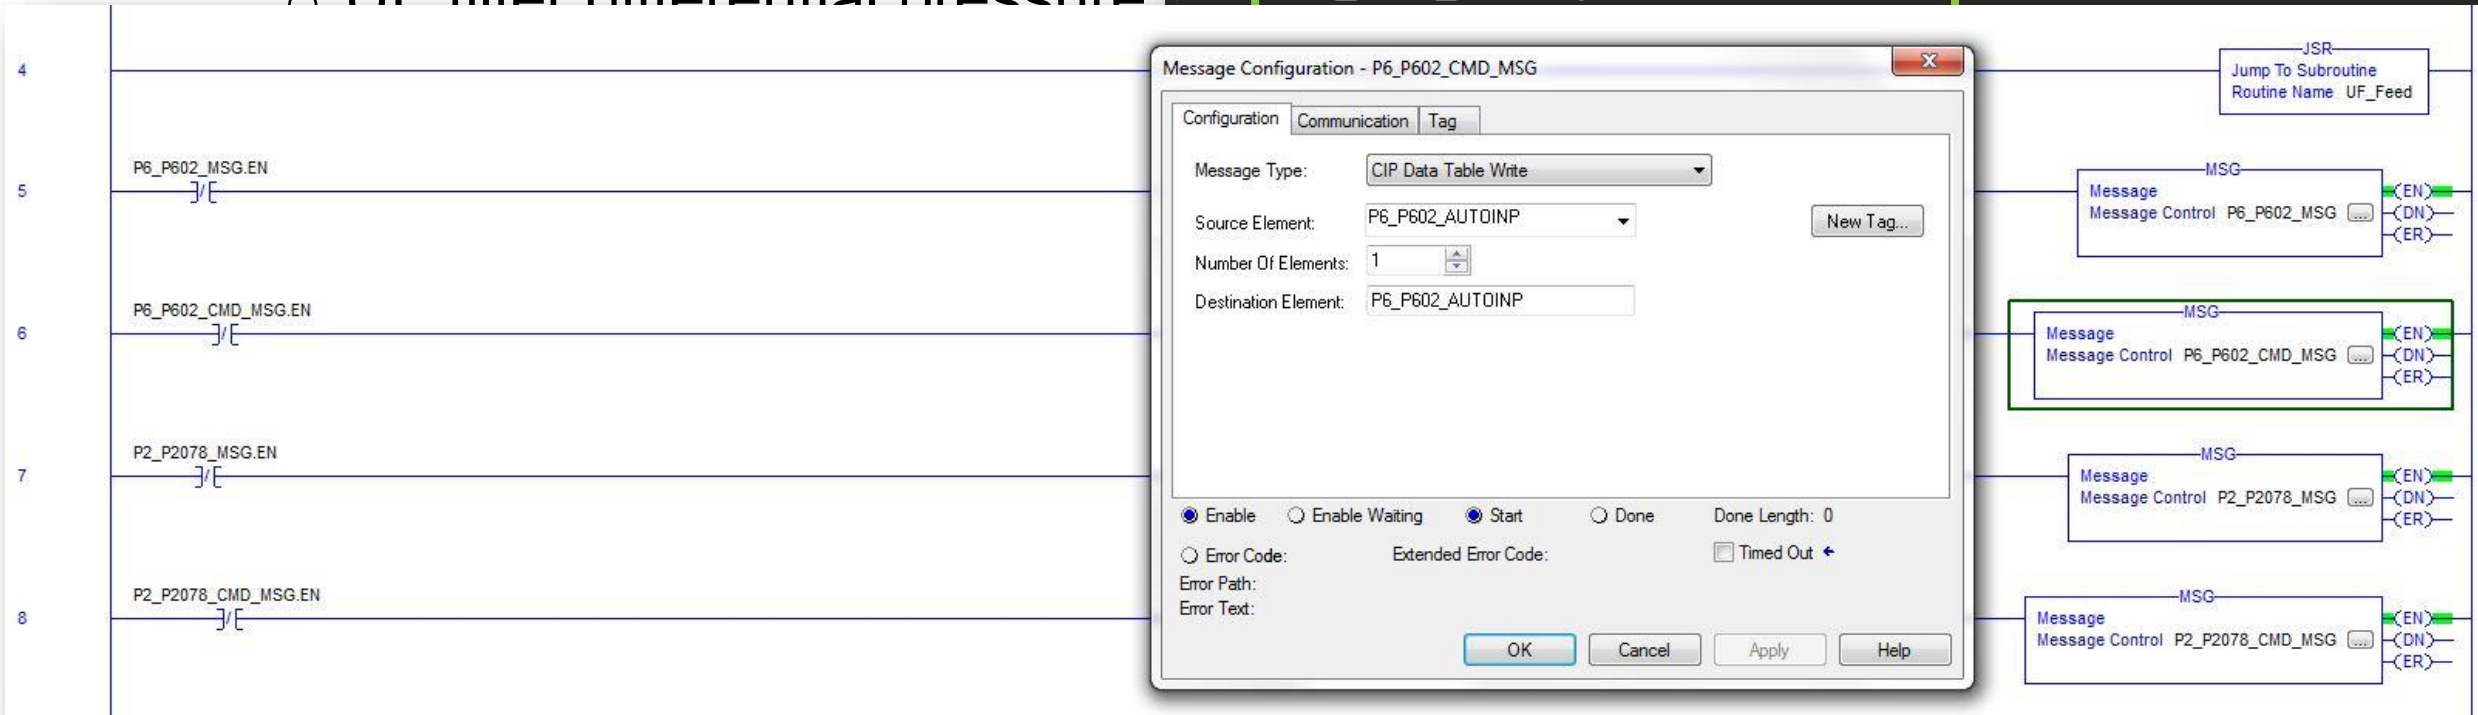 UF filter Differential pressure
4
JSR
Jump To Subroutine
Routine Name UF_Feed
Message Configuration - P6_P602_CMD_MSG
Configuration Communication Tag
Message Type: CIP Data Table Write
Source Element: P6_P602_AUTOINP New Tag...
Number Of Elements: 1
Destination Element: P6_P602_AUTOINP
Enable Enable Waiting Start Done Done Length: 0
Error Code: Extended Error Code: Timed Out
Error Path:
Error Text:
OK Cancel Apply Help
5
P6_P602_MSG.EN
MSG
Message (EN)
Message Control P6_P602_MSG ... (DN)
(ER)
6
P6_P602_CMD_MSG.EN
MSG
Message (EN)
Message Control P6_P602_CMD_MSG ... (DN)
(ER)
7
P2_P2078_MSG.EN
MSG
Message (EN)
Message Control P2_P2078_MSG ... (DN)
(ER)
8
P2_P2078_CMD_MSG.EN
MSG
Message (EN)
Message Control P2_P2078_CMD_MSG ... (DN)
(ER)